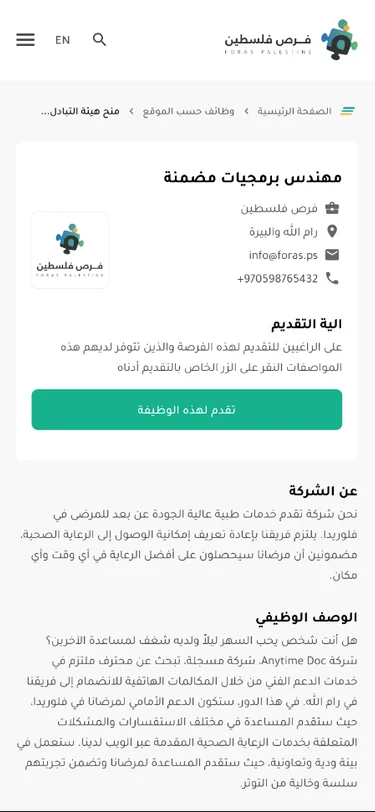 فرص فلسطين
FORAS PALESTINE
EN
الصفحة الرئيسية
وظائف حسب الموقع
منح هيئة التبادل...
مهندس برمجيات مضمنة
فرص فلسطين
رام الله والبيرة
info@foras.ps
+970598765432
فرص فلسطين
FORAS PALESTINE
الية التقديم
على الراغبين للتقديم لهذه الفرصة والذين تتوفر لديهم هذه
المواصفات النقر على الزر الخاص بالتقديم أدناه
تقدم لهذه الوظيفة
عن الشركة
نحن شركة تقدم خدمات طبية عالية الجودة عن بعد للمرضى في
فلوريدا. يلتزم فريقنا بإعادة تعريف إمكانية الوصول إلى الرعاية الصحية،
مضمونين أن مرضانا سيحصلون على أفضل الرعاية في أي وقت وأي
مكان.
الوصف الوظيفي
هل أنت شخص يحب السهر ليلاً ولديه شغف لمساعدة الآخرين؟
شركة Anytime Doc، شركة مسجلة، تبحث عن محترف ملتزم في
خدمات الدعم الفني من خلال المكالمات الهاتفية للانضمام إلى فريقنا
في رام الله. في هذا الدور، ستكون الدعم الأمامي لمرضانا في فلوريدا،
حيث ستقدم المساعدة في مختلف الاستفسارات والمشكلات
المتعلقة بخدمات الرعاية الصحية المقدمة عبر الويب لدينا. ستعمل في
بيئة ودية وتعاونية، حيث ستقدم المساعدة لمرضانا وتضمن تجربتهم
سلسة وخالية من التوتر.